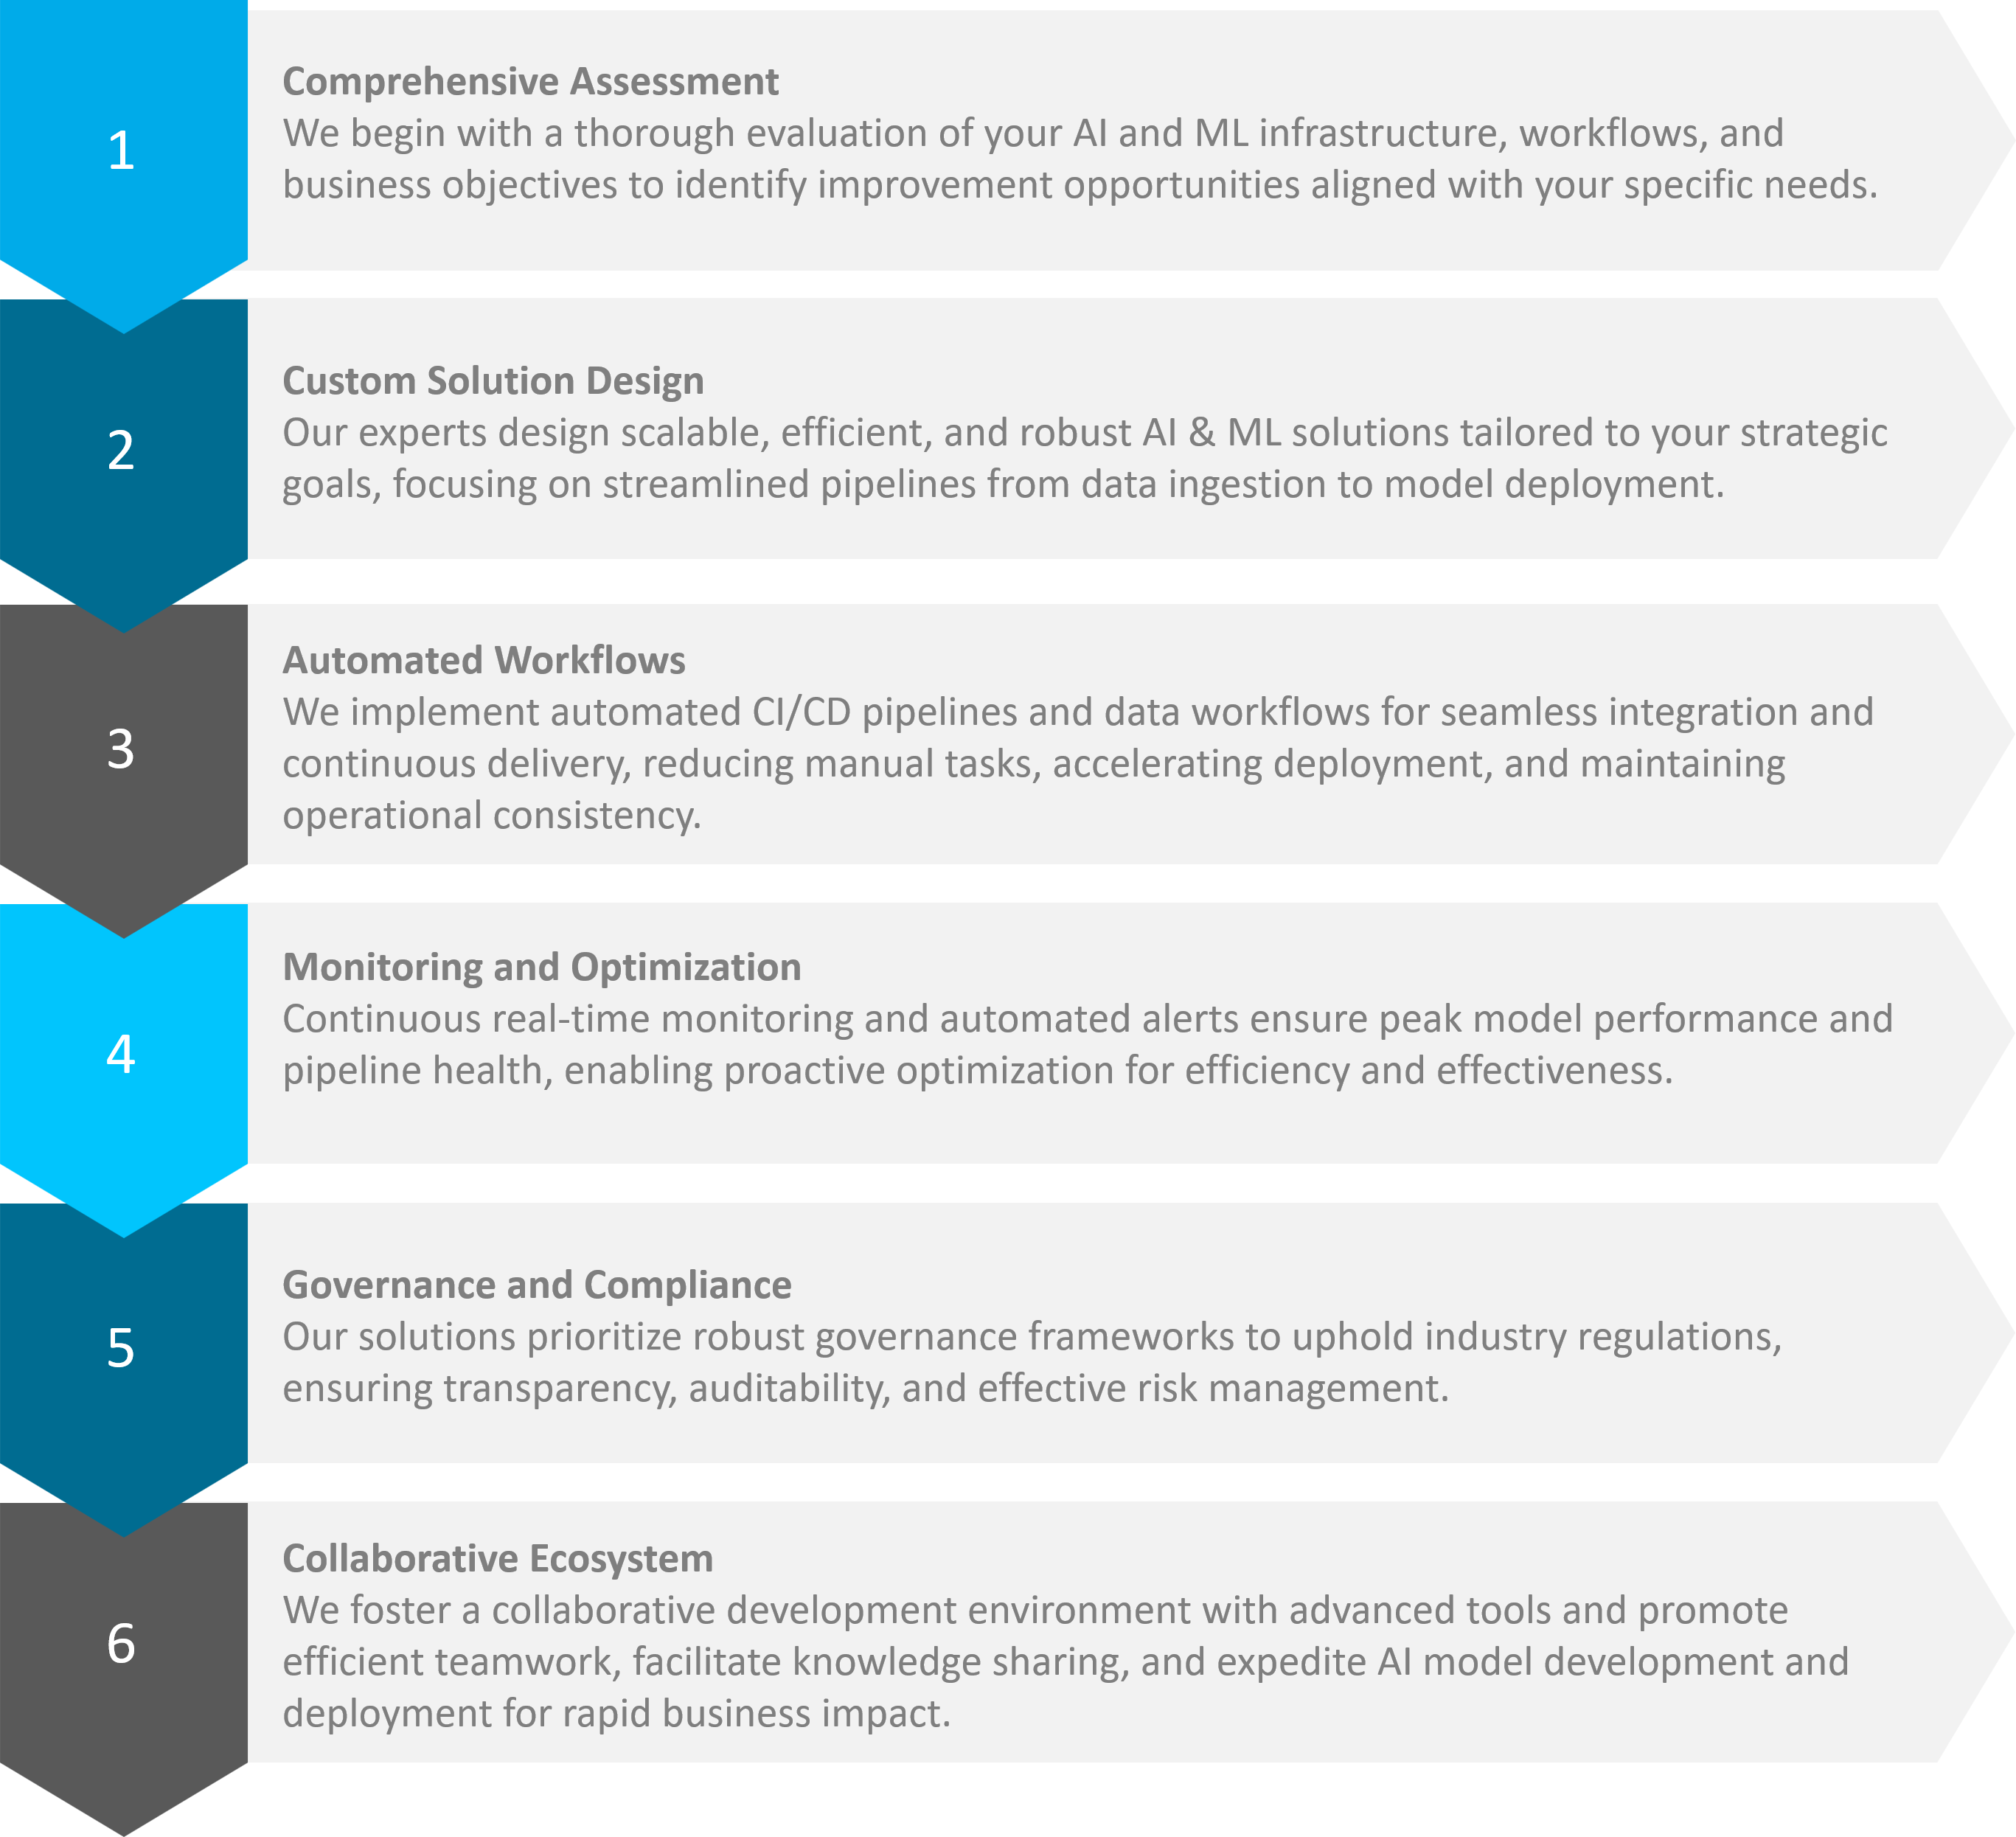 1
Comprehensive Assessment
We begin with a thorough evaluation of your AI and ML infrastructure, workflows, and
business objectives to identify improvement opportunities aligned with your specific needs.
2
Custom Solution Design
Our experts design scalable, efficient, and robust AI & ML solutions tailored to your strategic
goals, focusing on streamlined pipelines from data ingestion to model deployment.
3
Automated Workflows
We implement automated CI/CD pipelines and data workflows for seamless integration and
continuous delivery, reducing manual tasks, accelerating deployment, and maintaining
operational consistency.
4
Monitoring and Optimization
Continuous real-time monitoring and automated alerts ensure peak model performance and
pipeline health, enabling proactive optimization for efficiency and effectiveness.
5
Governance and Compliance
Our solutions prioritize robust governance frameworks to uphold industry regulations,
ensuring transparency, auditability, and effective risk management.
6
Collaborative Ecosystem
We foster a collaborative development environment with advanced tools and promote
efficient teamwork, facilitate knowledge sharing, and expedite AI model development and
deployment for rapid business impact.